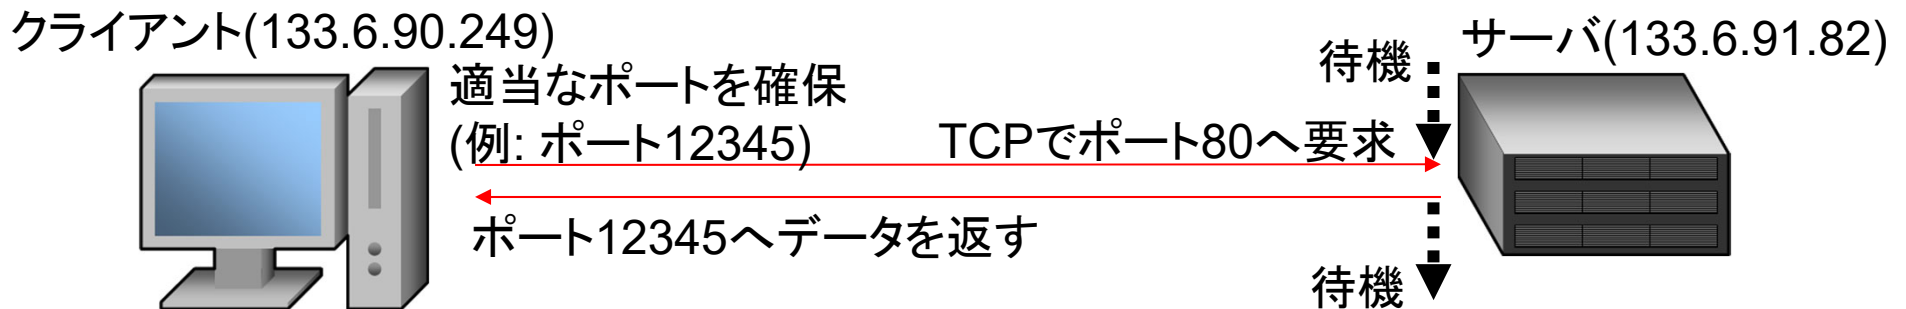 クライアント(133.6.90.249)
適当なポートを確保
(例: ポート12345)
TCPでポート80へ要求
待機
サーバ(133.6.91.82)
ポート12345へデータを返す
待機